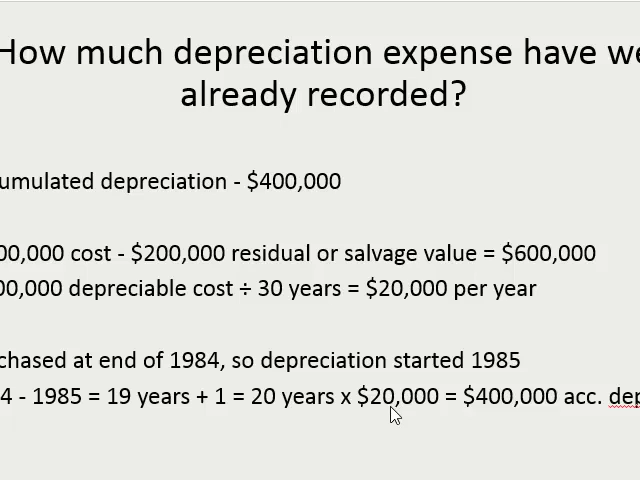 How much depreciation expense have we
already recorded?
umulated depreciation - $400,000
00,000 cost - $200,000 residual or salvage value = $600,000
00,000 depreciable cost ÷ 30 years = $20,000 per year
chased at end of 1984, so depreciation started 1985
4 - 1985 = 19 years + 1 = 20 years x $20,000 = $400,000 acc. dep